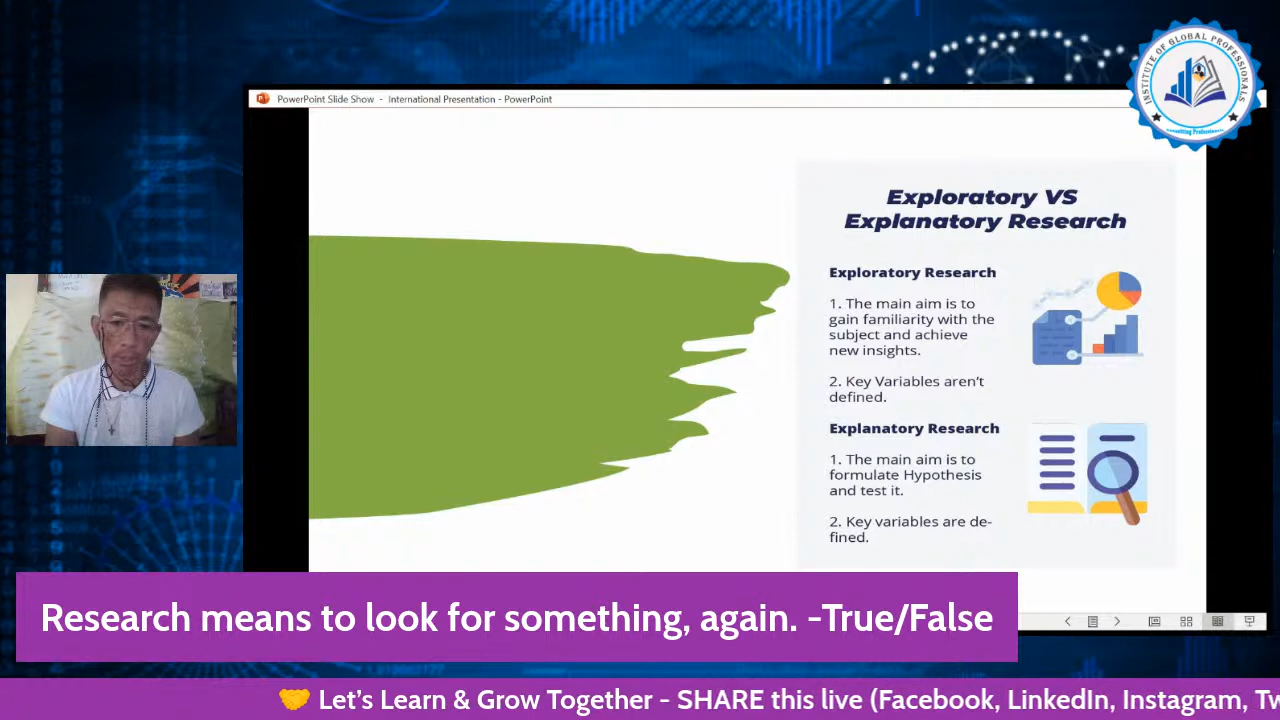 INSTITUTE OF GLOBAL PROFESSIONALS
Consulting Professionals
PowerPoint Slide Show - International Presentation - PowerPoint
Exploratory VS
Explanatory Research
Exploratory Research
1. The main aim is to
gain familiarity with the
subject and achieve
new insights.
2. Key Variables aren't
defined.
Explanatory Research
1. The main aim is to
formulate Hypothesis
and test it.
2. Key variables are de-
fined.
Research means to look for something, again. -True/False
🤝 Let's Learn & Grow Together - SHARE this live (Facebook, LinkedIn, Instagram, Tw